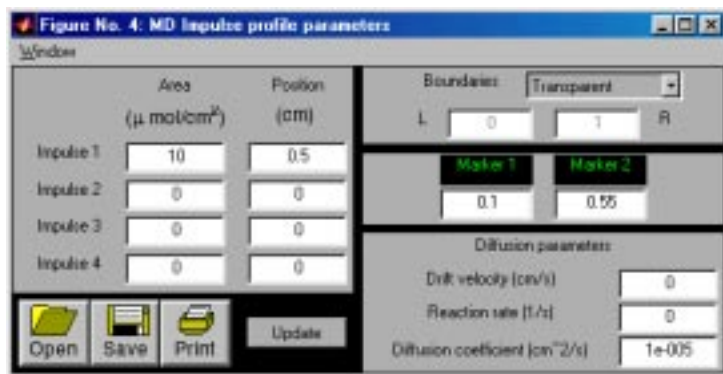 Figure No. 4: MD Impulse profile parameters
Window
Area Position
(μ mol/cm²) (cm)
Impulse 1 10 0.5
Impulse 2 0 0
Impulse 3 0 0
Impulse 4 0 0
Open Save Print Update
Boundaries Transparent
L 0 1 R
Marker 1 Marker 2
0.1 0.55
Diffusion parameters
Drift velocity (cm/s) 0
Reaction rate (1/s) 0
Diffusion coefficient (cm^2/s) 1e-005